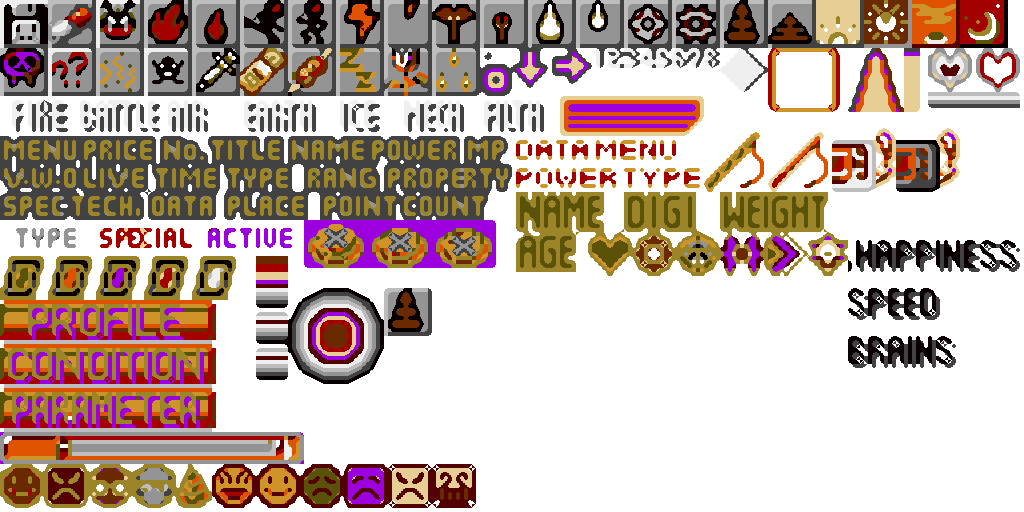 FIRE BATTLE AIR EARTH ICE MECH FILTH
MENU PRICE No. TITLE NAME POWER MP
DATA MENU
V.W.O LIVE TIME TYPE RANG PROPERTY
POWER TYPE
SPEC TECH. DATA PLACE POINT COUNT
NAME DIGI WEIGHT
TYPE SPECIAL ACTIVE
AGE
HAPPINESS
SPEED
PROFILE
BRAINS
CONDITION
PARAMETER